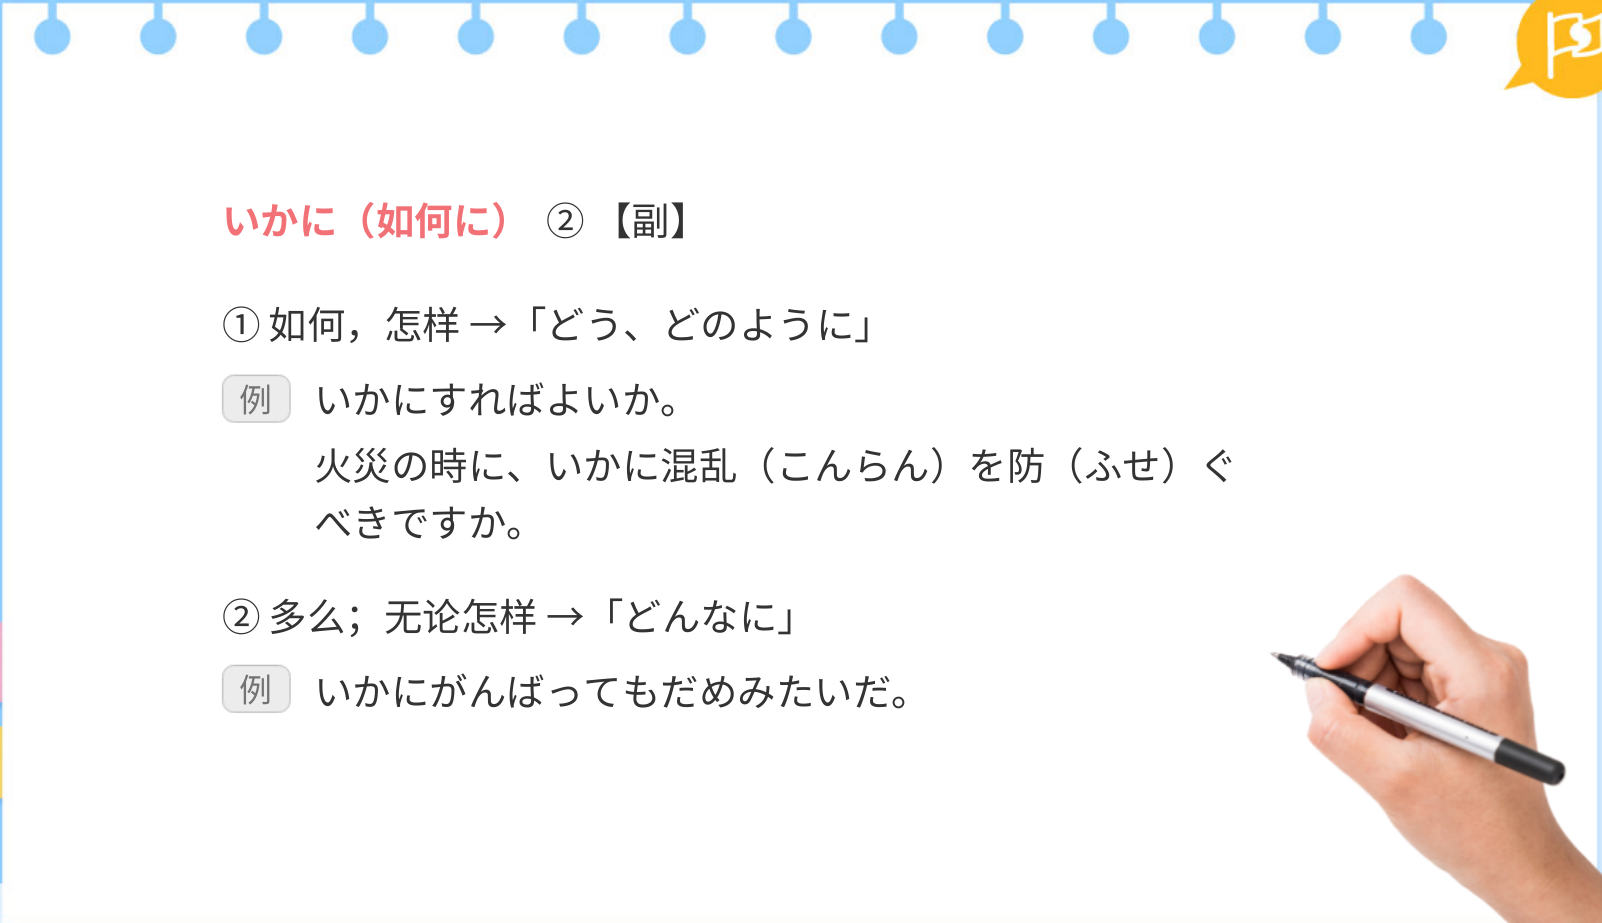 いかに（如何に） ② 【副】
① 如何，怎样 →「どう、どのように」
例 いかにすればよいか。
火災の時に、いかに混乱（こんらん）を防（ふせ）ぐ
べきですか。
② 多么；无论怎样 →「どんなに」
例 いかにがんばってもだめみたいだ。